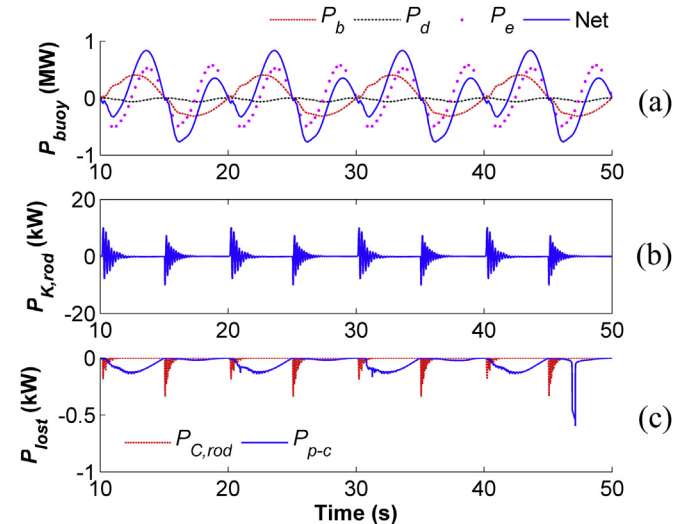 P_b P_d P_e Net
1
0
-1
P_buoy (MW)
10 20 30 40 50
(a)
20
0
-20
P_K,rod (kW)
10 20 30 40 50
(b)
0
-0.5
-1
P_lost (kW)
P_C,rod P_p-c
10 20 30 40 50
(c)
Time (s)